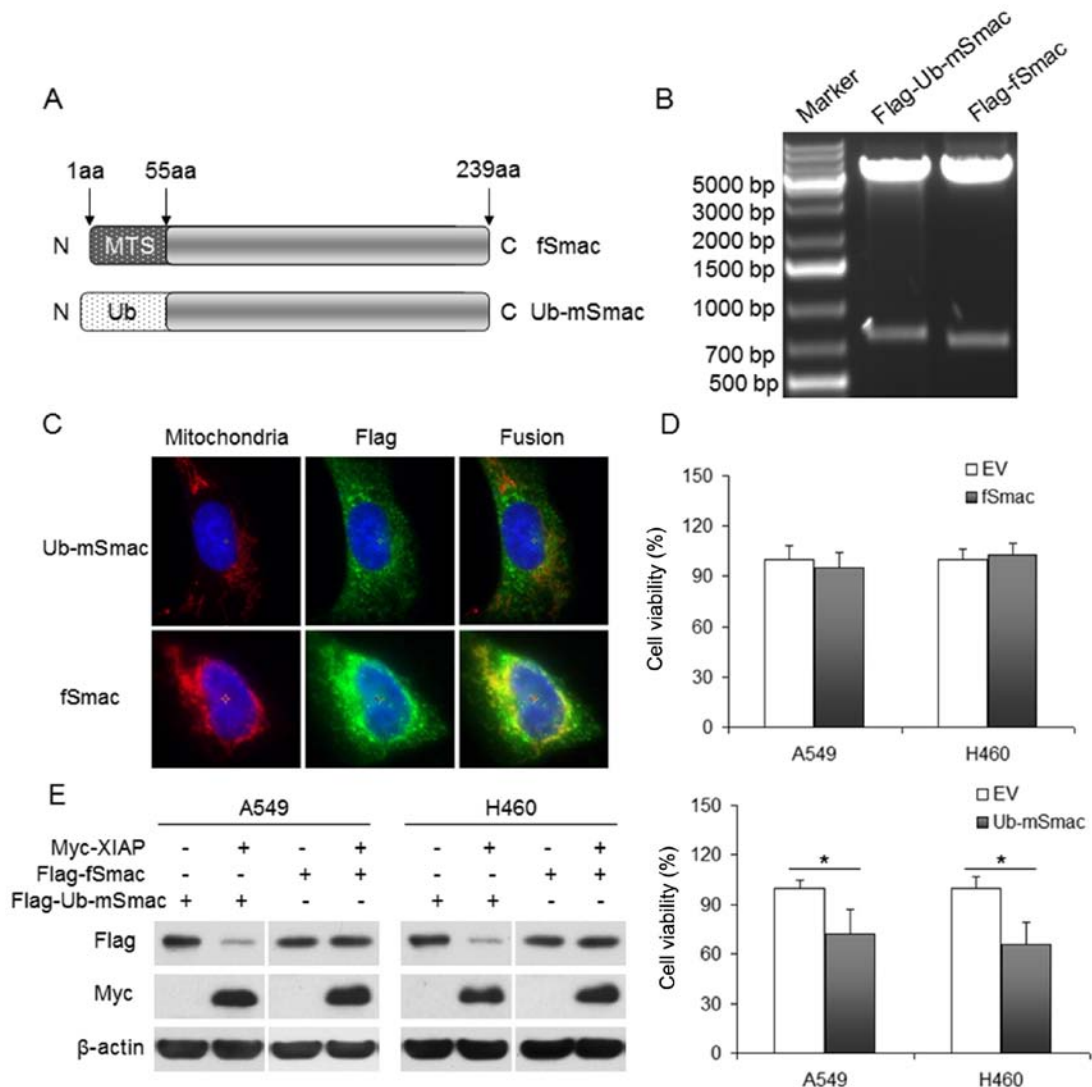 A
1aa 55aa 239aa
N MTS C fSmac
N Ub C Ub-mSmac
B
Marker Flag-Ub-mSmac Flag-fSmac
5000 bp
3000 bp
2000 bp
1500 bp
1000 bp
700 bp
500 bp
C
Mitochondria Flag Fusion
Ub-mSmac
fSmac
D
EV
fSmac
Cell viability (%)
150
120
90
60
30
0
A549 H460
EV
Ub-mSmac
Cell viability (%)
150
120
90
60
30
0
* *
A549 H460
E
A549 H460
Myc-XIAP - + - + - + - +
Flag-fSmac - - + + - - + +
Flag-Ub-mSmac + + - - + + - -
Flag
Myc
β-actin